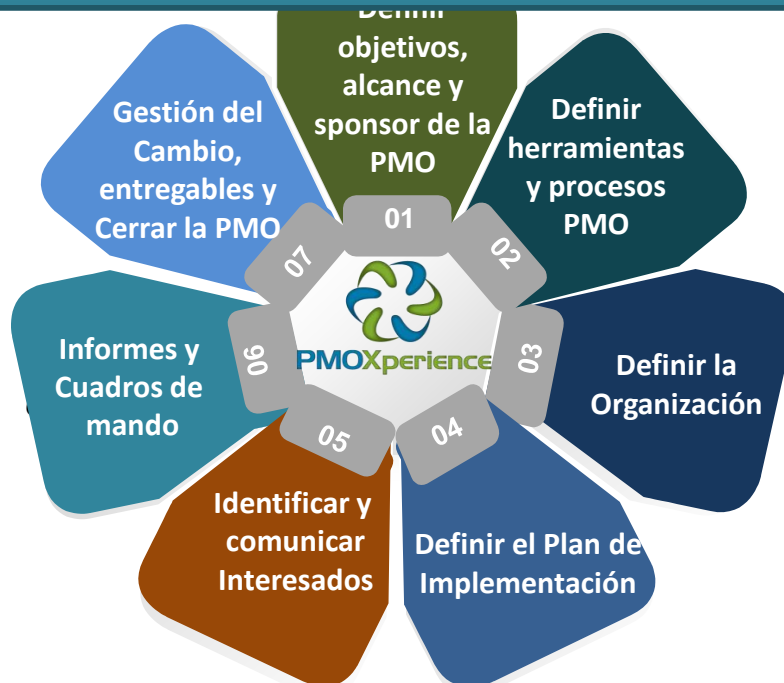 Definir
objetivos,
alcance y
sponsor de la
PMO
01
Definir
herramientas
y procesos
PMO
02
Definir la
Organización
03
Definir el Plan de
Implementación
04
Identificar y
comunicar
Interesados
05
Informes y
Cuadros de
mando
06
Gestión del
Cambio,
entregables y
Cerrar la PMO
07
PMOXperience